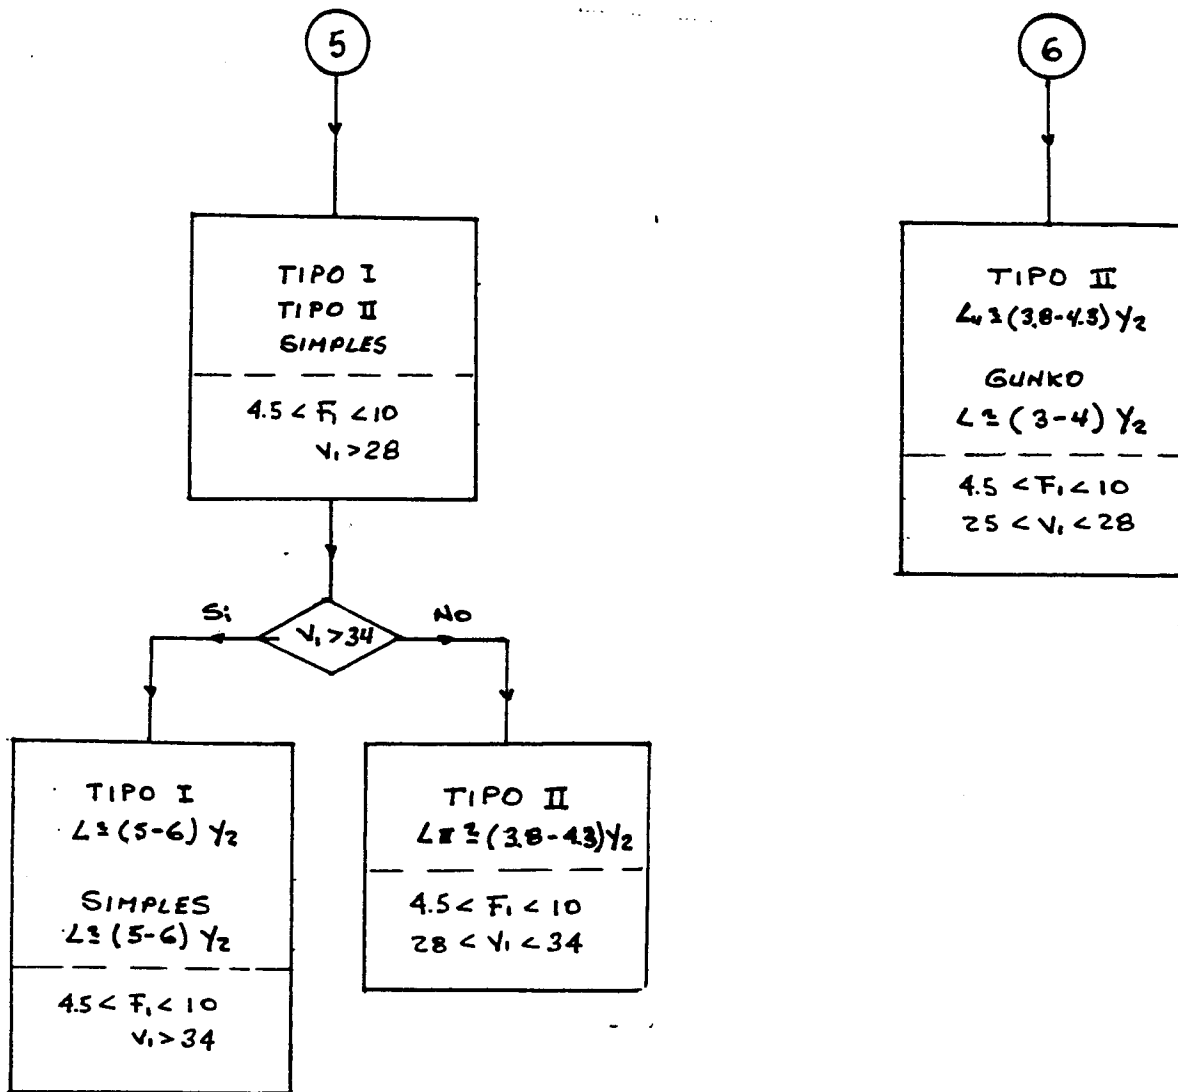 5
TIPO I
TIPO II
SIMPLES
4.5 < F₁ < 10
V₁ > 28
V₁ > 34
Si
No
TIPO I
L ≅ (5-6) Y₂
SIMPLES
L ≅ (5-6) Y₂
4.5 < F₁ < 10
V₁ > 34
TIPO II
LII ≅ (3.8-4.3) Y₂
4.5 < F₁ < 10
28 < V₁ < 34
6
TIPO II
LII ≅ (3.8-4.3) Y₂
GUNKO
L ≅ (3-4) Y₂
4.5 < F₁ < 10
25 < V₁ < 28